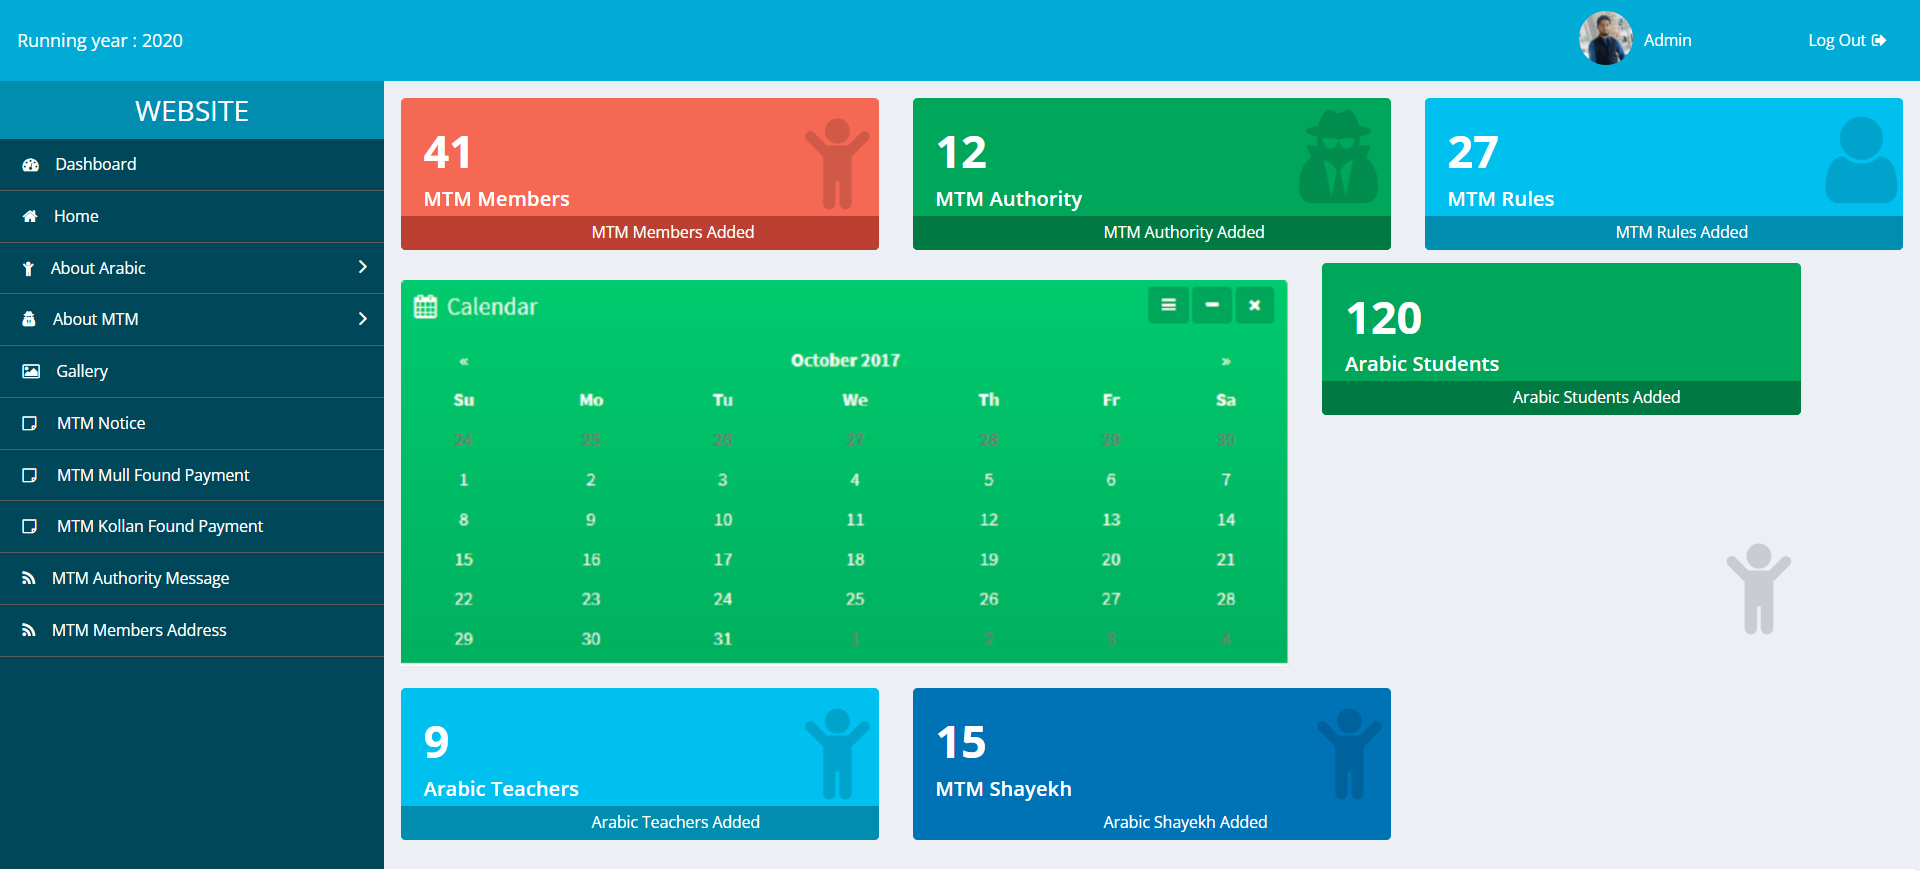 Running year : 2020
Admin
Log Out
WEBSITE
Dashboard
Home
About Arabic
About MTM
Gallery
MTM Notice
MTM Mull Found Payment
MTM Kollan Found Payment
MTM Authority Message
MTM Members Address
41
MTM Members
MTM Members Added
12
MTM Authority
MTM Authority Added
27
MTM Rules
MTM Rules Added
Calendar
« October 2017 »
Su Mo Tu We Th Fr Sa
24 25 26 27 28 29 30
1 2 3 4 5 6 7
8 9 10 11 12 13 14
15 16 17 18 19 20 21
22 23 24 25 26 27 28
29 30 31 1 2 3 4
120
Arabic Students
Arabic Students Added
9
Arabic Teachers
Arabic Teachers Added
15
MTM Shayekh
Arabic Shayekh Added